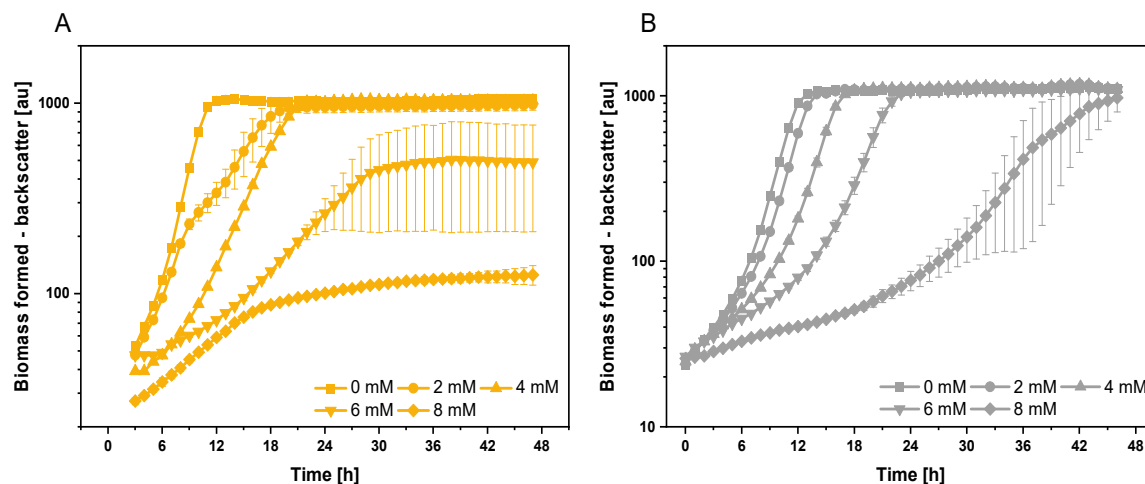 A
Biomass formed - backscatter [au]
1000
100
0 mM 2 mM 4 mM
6 mM 8 mM
0 6 12 18 24 30 36 42 48
Time [h]
B
Biomass formed - backscatter [au]
1000
100
10
0 mM 2 mM 4 mM
6 mM 8 mM
0 6 12 18 24 30 36 42 48
Time [h]